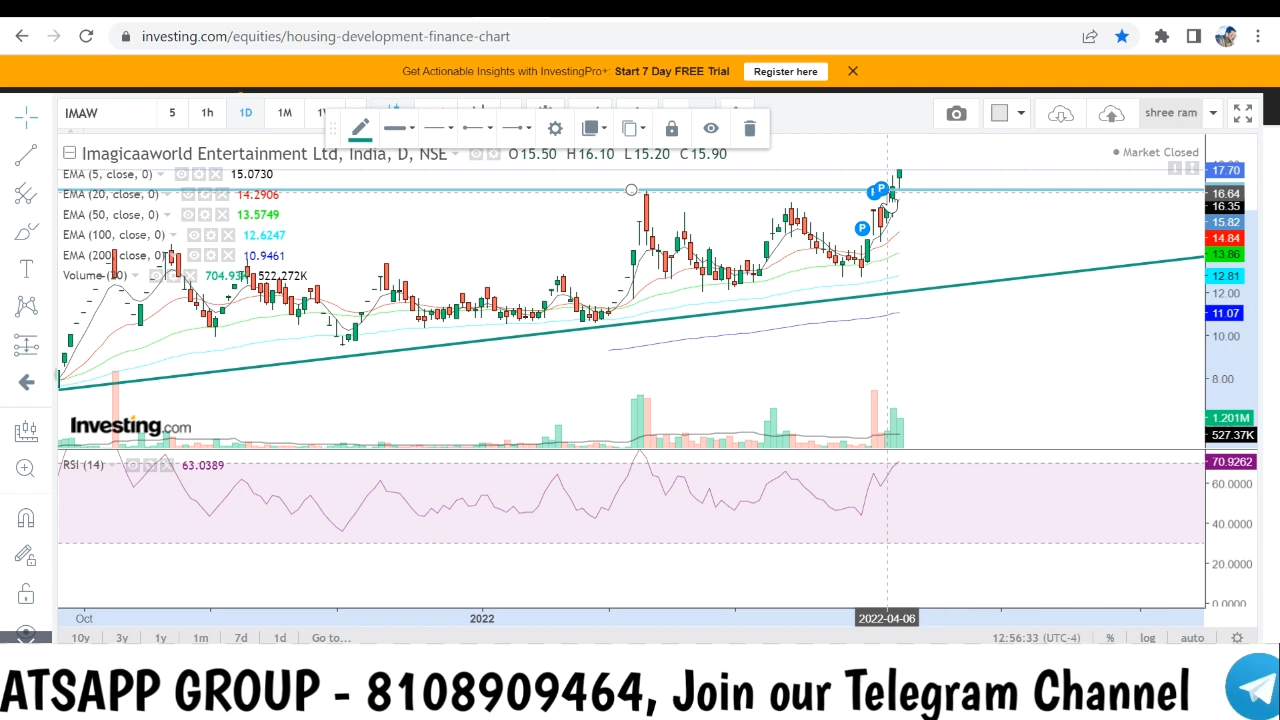 investing.com/equities/housing-development-finance-chart
Get Actionable Insights with InvestingPro+: Start 7 Day FREE Trial
Register here
IMAW 5 1h 1D 1M shree ram
Imagicaaworld Entertainment Ltd, India, D, NSE O15.50 H16.10 L15.20 C15.90
Market Closed
EMA (5, close, 0) 15.0730
17.70
EMA (20, close, 0) 14.2906
16.64
16.35
EMA (50, close, 0) 13.5749
15.82
EMA (100, close, 0) 12.6247
14.84
EMA (200, close, 0) 10.9461
13.86
Volume (20) 522.272K
12.81
12.00
11.07
10.00
8.00
P
P
Investing.com
1.201M
527.37K
RSI (14) 63.0389
70.9262
60.0000
40.0000
20.0000
0.0000
Oct 2022 2022-04-06
10y 3y 1y 1m 7d 1d Go to... 12:56:33 (UTC-4) % log auto
ATSAPP GROUP - 8108909464, Join our Telegram Channel